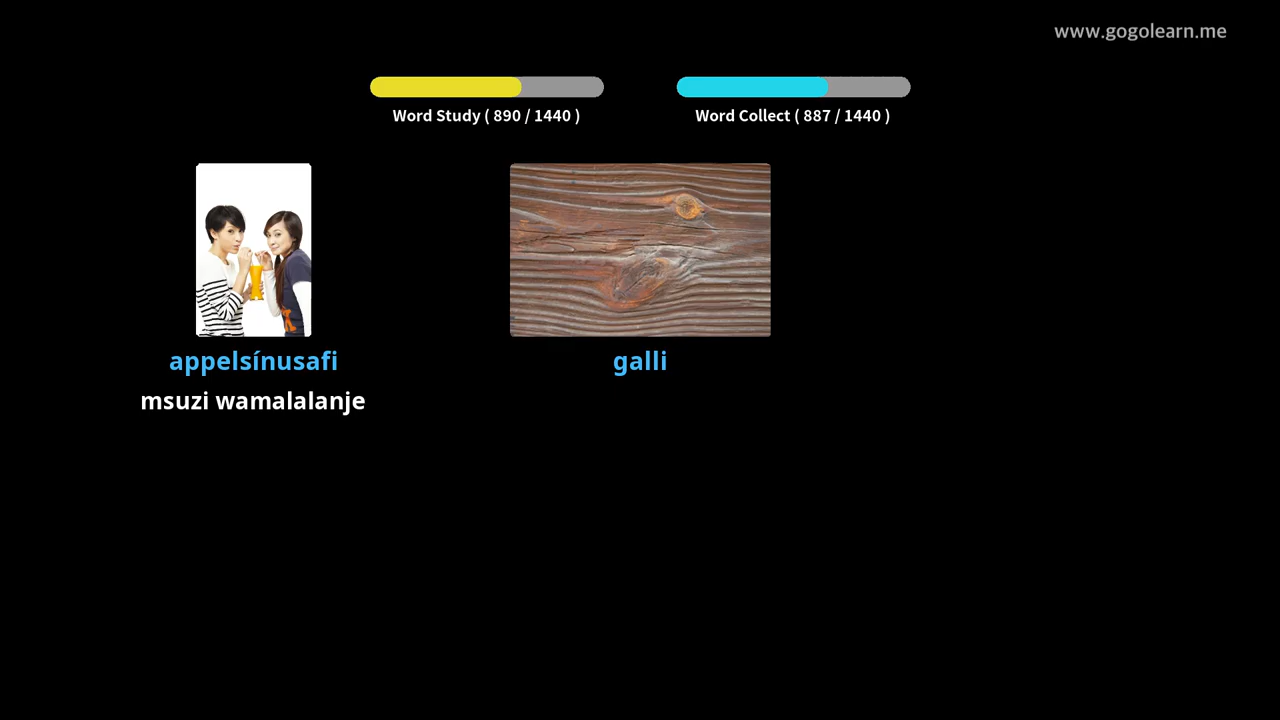 www.gogolearn.me
Word Study ( 890 / 1440 )
Word Collect ( 887 / 1440 )
appelsínusafi
galli
msuzi wamalalanje